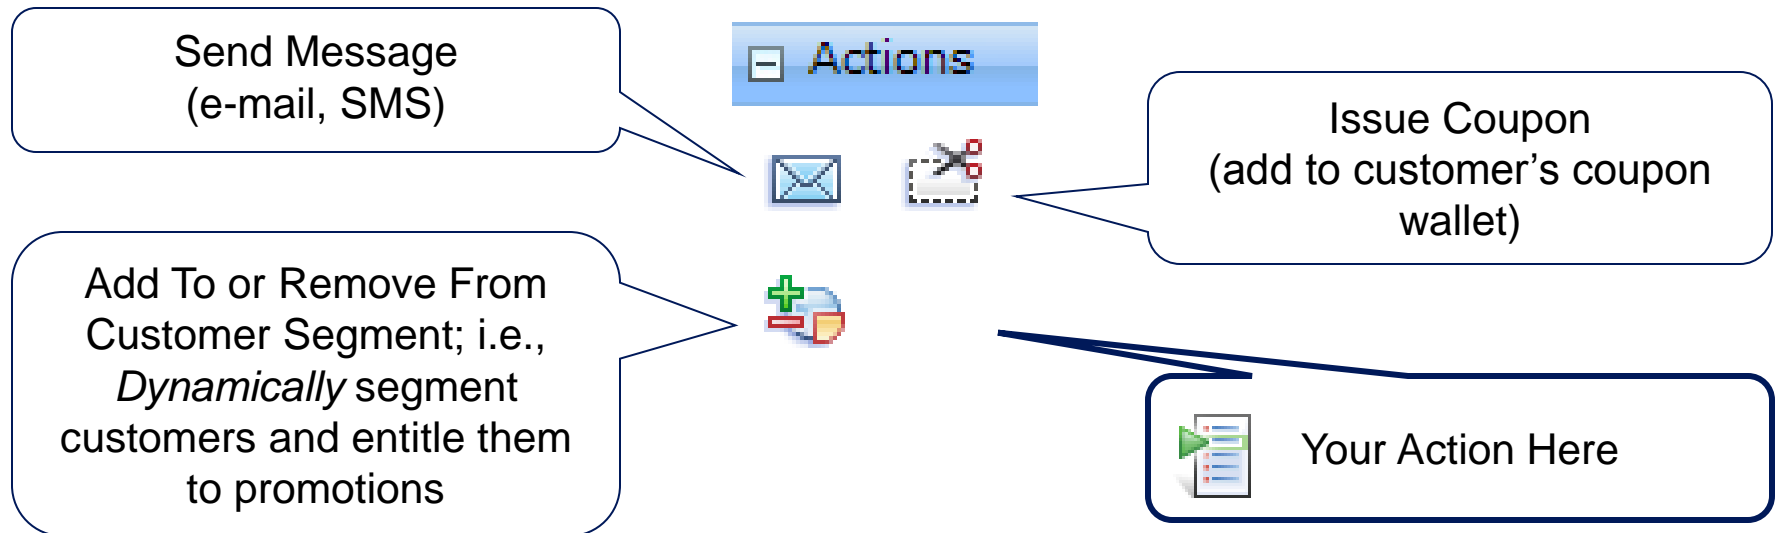 Send Message
(e-mail, SMS)
Actions
Issue Coupon
(add to customer’s coupon
wallet)
Add To or Remove From
Customer Segment; i.e.,
Dynamically segment
customers and entitle them
to promotions
Your Action Here